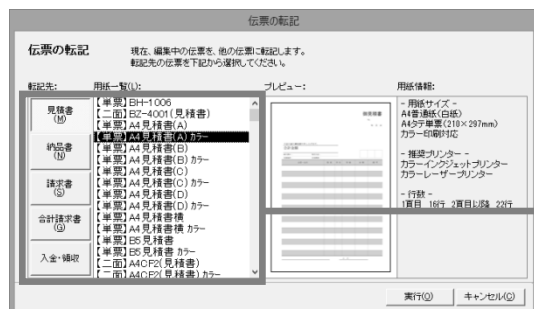 伝票の転記
伝票の転記
現在、編集中の伝票を、他の伝票に転記します。
転記先の伝票を下記から選択してください。
転記先:
用紙一覧(L):
プレビュー:
用紙情報:
見積書
(M)
納品書
(N)
請求書
(S)
合計請求書
(G)
入金・領収
【単票】BH-1006
【二面】BZ-4001(見積書)
【単票】A4見積書(A)
【単票】A4見積書(A) カラー
【単票】A4見積書(B)
【単票】A4見積書(B) カラー
【単票】A4見積書(C)
【単票】A4見積書(C) カラー
【単票】A4見積書(D)
【単票】A4見積書(D) カラー
【単票】A4見積書横
【単票】A4見積書横 カラー
【単票】B5見積書
【単票】B5見積書 カラー
【二面】A4CF2(見積書)
【二面】A4CF2(見積書) カラー
- 用紙サイズ -
A4普通紙(白紙)
A4タテ単票(210×297mm)
カラー印刷対応
- 推奨プリンター -
カラーインクジェットプリンター
カラーレーザープリンター
- 行数 -
1頁目 16行 2頁目以降 22行
実行(O)
キャンセル(C)